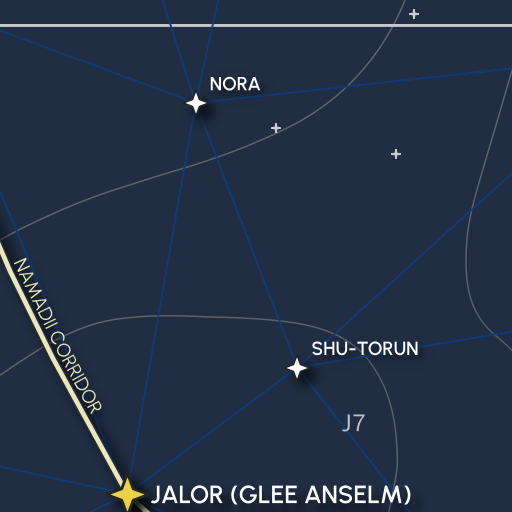 NORA
NAMADII CORRIDOR
SHU-TORUN
J7
JALOR (GLEE ANSELM)